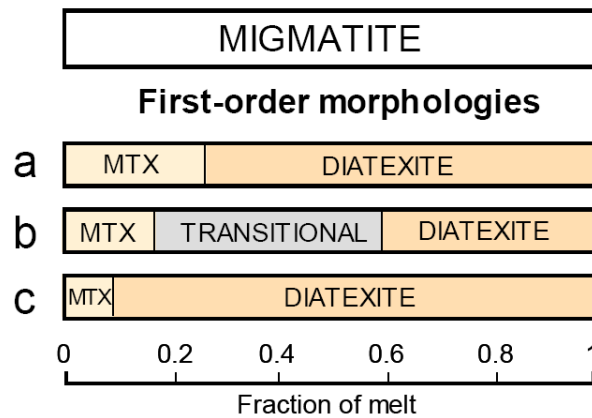 MIGMATITE
First-order morphologies
a MTX DIATEXITE
b MTX TRANSITIONAL DIATEXITE
c MTX DIATEXITE
0 0.2 0.4 0.6 0.8 1
Fraction of melt